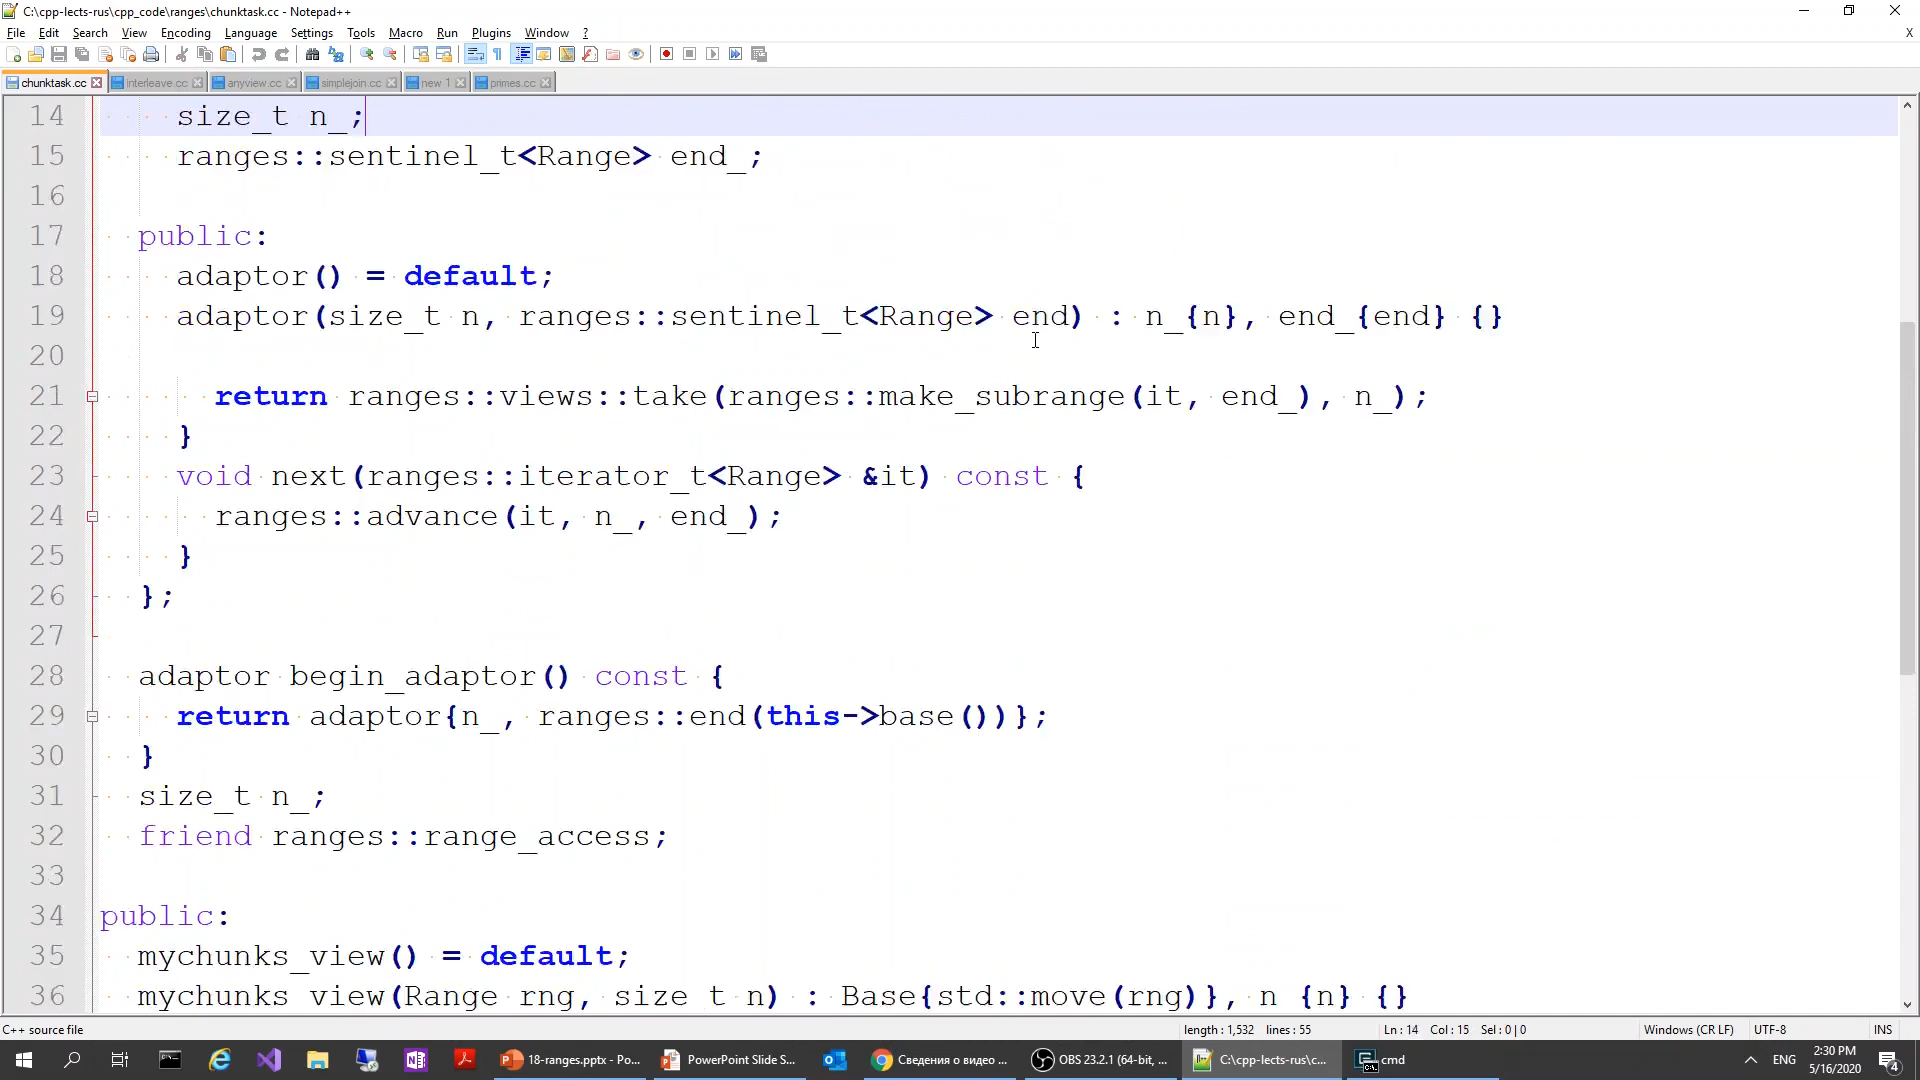 C:\cpp-lects-rus\cpp_code\ranges\chunktask.cc - Notepad++
File Edit Search View Encoding Language Settings Tools Macro Run Plugins Window ? X
chunktask.cc interleave.cc anyview.cc simplejoin.cc new 1 primes.cc
14 size_t n_;
15 ranges::sentinel_t<Range> end_;
16
17 public:
18 adaptor() = default;
19 adaptor(size_t n, ranges::sentinel_t<Range> end) : n_{n}, end_{end} {}
20
21 return ranges::views::take(ranges::make_subrange(it, end_), n_);
22 }
23 void next(ranges::iterator_t<Range> &it) const {
24 ranges::advance(it, n_, end_);
25 }
26 };
27
28 adaptor begin_adaptor() const {
29 return adaptor{n_, ranges::end(this->base())};
30 }
31 size_t n_;
32 friend ranges::range_access;
33
34 public:
35 mychunks_view() = default;
36 mychunks_view(Range rng, size_t n) : Base{std::move(rng)}, n_{n} {}
C++ source file length : 1,532 lines : 55 Ln : 14 Col : 15 Sel : 0 | 0 Windows (CR LF) UTF-8 INS
18-ranges.pptx - Po... PowerPoint Slide S... Сведения о видео ... OBS 23.2.1 (64-bit, ... C:\cpp-lects-rus\c... cmd ENG 2:30 PM
5/16/2020 4